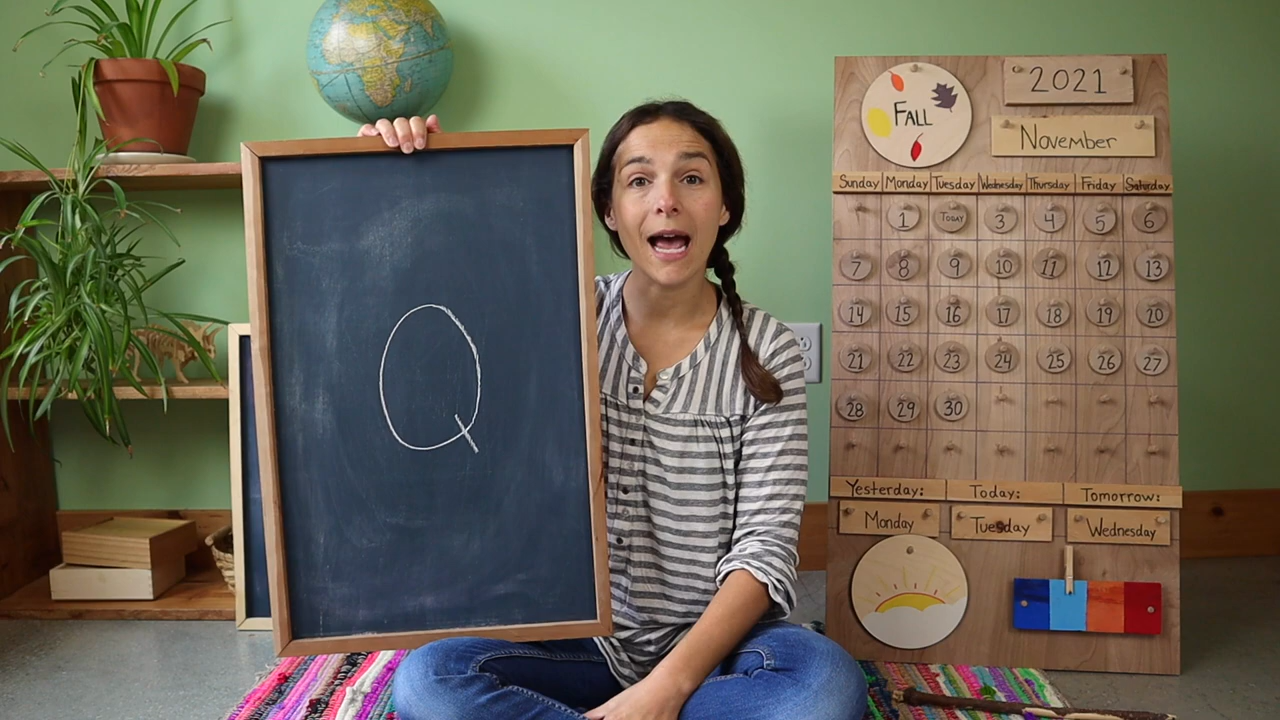 Q
FALL
2021
November
Sunday Monday Tuesday Wednesday Thursday Friday Saturday
1 TODAY 3 4 5 6
7 8 9 10 11 12 13
14 15 16 17 18 19 20
21 22 23 24 25 26 27
28 29 30
Yesterday: Today: Tomorrow:
Monday Tuesday Wednesday